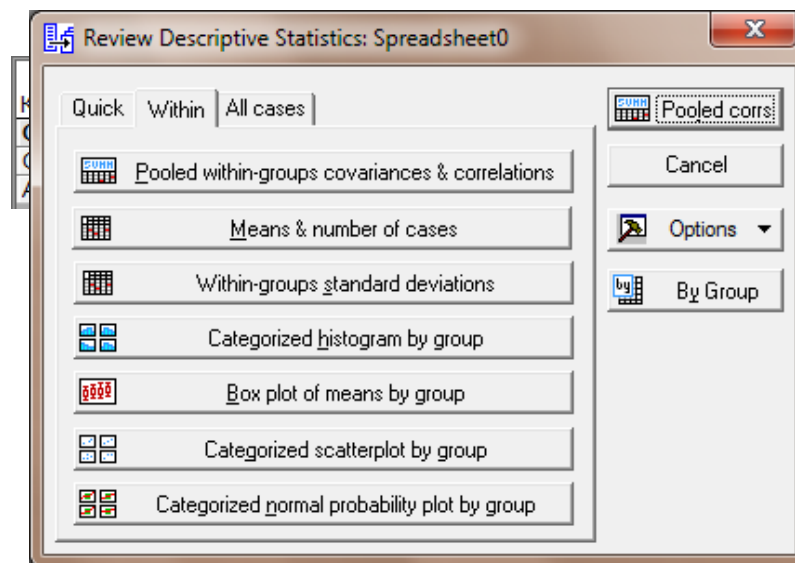 Review Descriptive Statistics: Spreadsheet0
X
Quick Within All cases
Pooled within-groups covariances & correlations
Means & number of cases
Within-groups standard deviations
Categorized histogram by group
Box plot of means by group
Categorized scatterplot by group
Categorized normal probability plot by group
SUMM Pooled corrs
Cancel
Options
by By Group